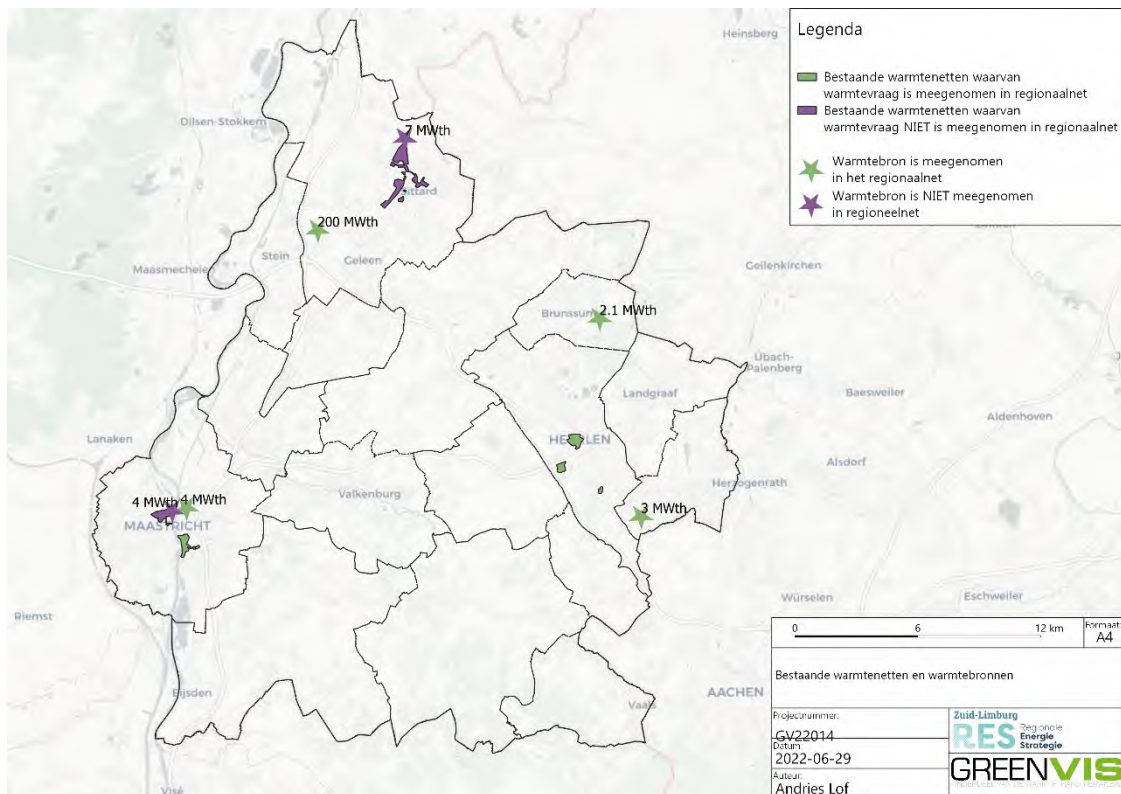 Heinsberg
Dilsen-Stokkem
7 MWth
Sittard
200 MWth
Stein
Geleen
Maasmechelen
Geilenkirchen
Brunssum
2.1 MWth
Übach-
Palenberg
Landgraaf
Baesweiler
Aldenhoven
Lanaken
HEERLEN
Alsdorf
Valkenburg
Herzogenrath
4 MWth
4 MWth
MAASTRICHT
3 MWth
Würselen
Eschweiler
Riemst
Eijsden
Vaals
AACHEN
Visé
Legenda
Bestaande warmtenetten waarvan
warmtevraag is meegenomen in regionaalnet
Bestaande warmtenetten waarvan
warmtevraag NIET is meegenomen in regionaalnet
Warmtebron is meegenomen
in het regionaalnet
Warmtebron is NIET meegenomen
in regioneelnet
0 6 12 km
Formaat:
A4
Bestaande warmtenetten en warmtebronnen
Projectnummer:
GV22014
Datum:
2022-06-29
Auteur:
Andries Lof
Zuid-Limburg
RES Regionale
Energie
Strategie
GREENVIS